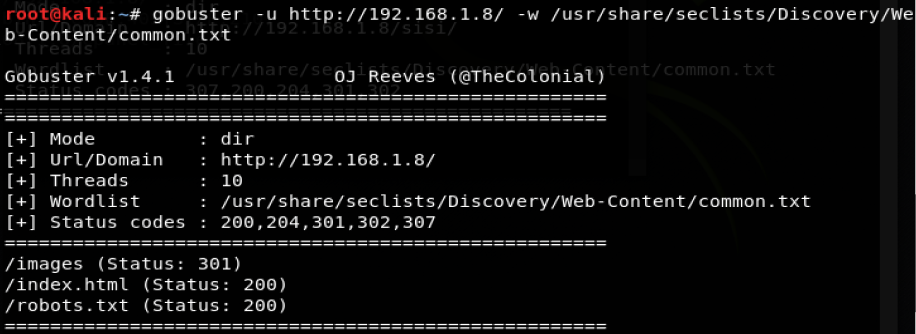 root@kali:~# gobuster -u http://192.168.1.8/ -w /usr/share/seclists/Discovery/We
b-Content/common.txt
Gobuster v1.4.1 OJ Reeves (@TheColonial)
=====================================================
=====================================================
[+] Mode : dir
[+] Url/Domain : http://192.168.1.8/
[+] Threads : 10
[+] Wordlist : /usr/share/seclists/Discovery/Web-Content/common.txt
[+] Status codes : 200,204,301,302,307
=====================================================
/images (Status: 301)
/index.html (Status: 200)
/robots.txt (Status: 200)
=====================================================